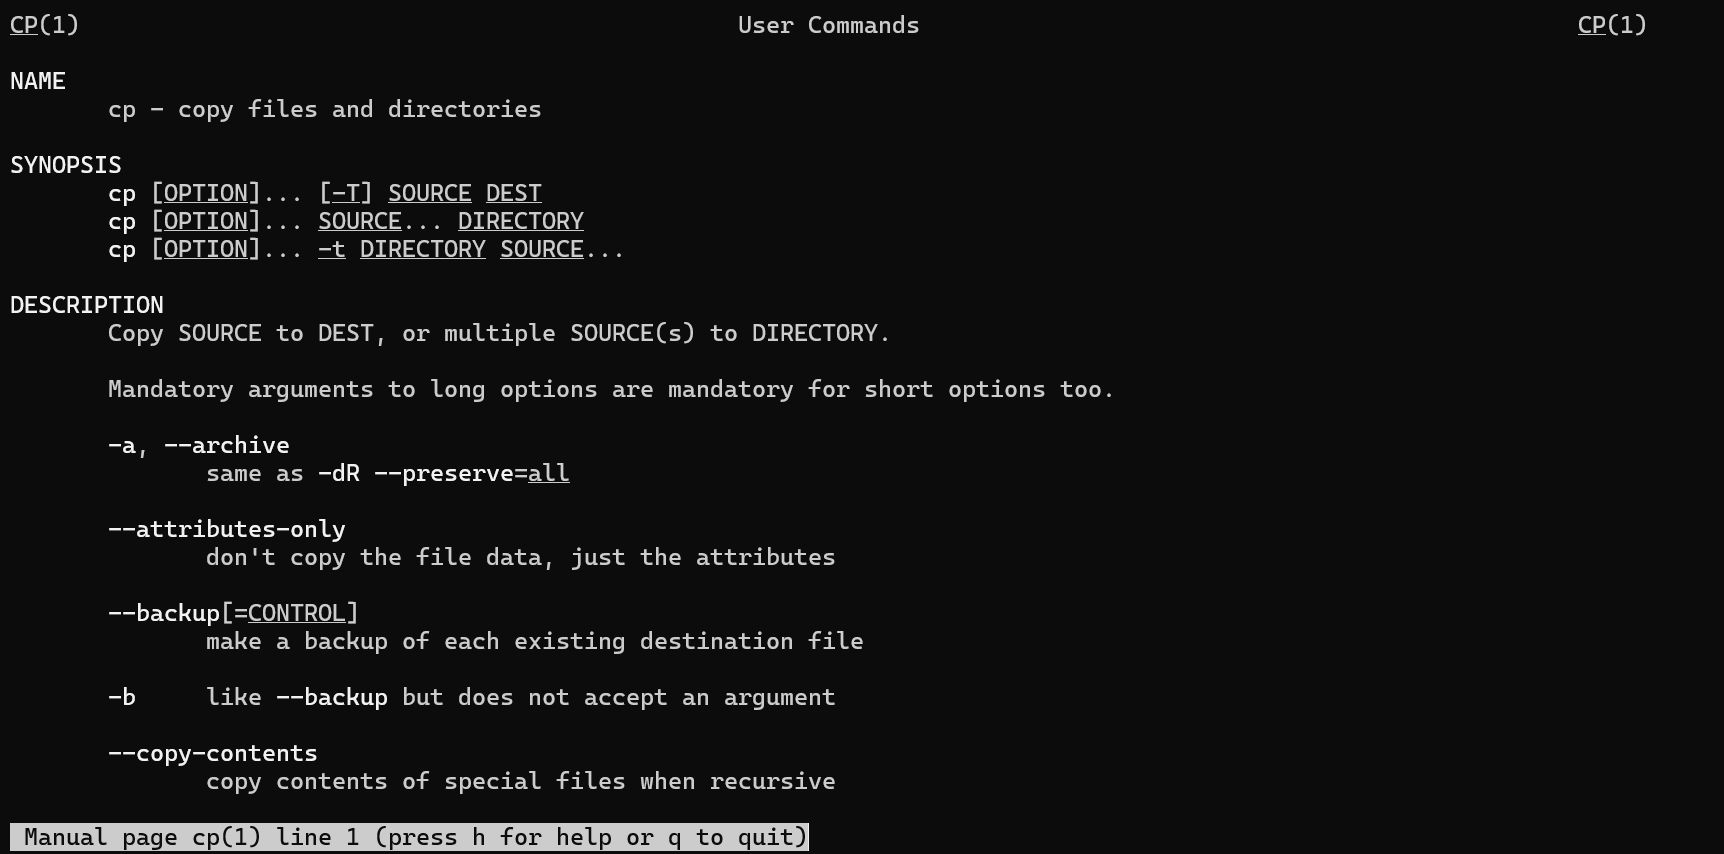 CP(1) User Commands CP(1)
NAME
cp - copy files and directories
SYNOPSIS
cp [OPTION]... [-T] SOURCE DEST
cp [OPTION]... SOURCE... DIRECTORY
cp [OPTION]... -t DIRECTORY SOURCE...
DESCRIPTION
Copy SOURCE to DEST, or multiple SOURCE(s) to DIRECTORY.
Mandatory arguments to long options are mandatory for short options too.
-a, --archive
same as -dR --preserve=all
--attributes-only
don't copy the file data, just the attributes
--backup[=CONTROL]
make a backup of each existing destination file
-b like --backup but does not accept an argument
--copy-contents
copy contents of special files when recursive
Manual page cp(1) line 1 (press h for help or q to quit)